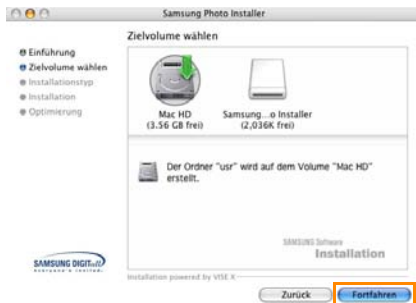 Samsung Photo Installer
Zielvolume wählen
Einführung
Zielvolume wählen
Installationstyp
Installation
Optimierung
Mac HD
(3.56 GB frei)
Samsung...o Installer
(2,036K frei)
Der Ordner "usr" wird auf dem Volume "Mac HD"
erstellt.
SAMSUNG Software
Installation
SAMSUNG DIGITall
everyone's invited.
Installation powered by VISE X
Zurück
Fortfahren